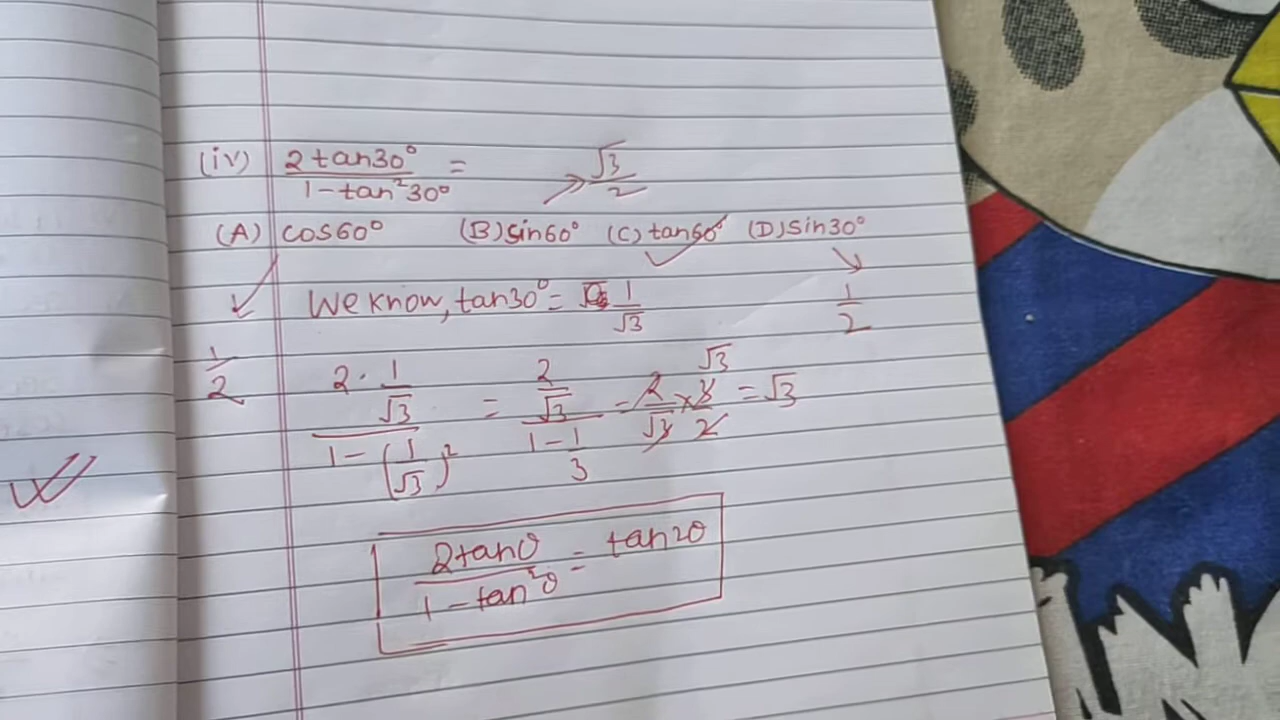 (iv) 2tan30° / 1-tan²30° = √3/2
(A) cos60° (B) sin60° (C) tan60° (D) sin30°
We know, tan30° = 1/√3
1/2
1/2
2·1/√3 / 1-(1/√3)² = 2/√3 / 1-1/3 = 2/√3 × 3/2 √3 = √3
2tanθ / 1-tan²θ = tan2θ